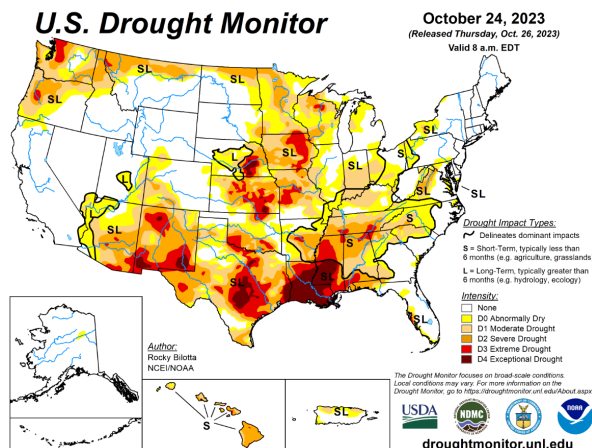 U.S. Drought Monitor
October 24, 2023
(Released Thursday, Oct. 26, 2023)
Valid 8 a.m. EDT
SL
SL
SL
SL
SL
L
S
L
SL
SL
L
SL
S
S
SL
SL
SL
Drought Impact Types:
Delineates dominant impacts
S = Short-Term, typically less than
6 months (e.g. agriculture, grasslands
L = Long-Term, typically greater than
6 months (e.g. hydrology, ecology)
Intensity:
None
D0 Abnormally Dry
D1 Moderate Drought
D2 Severe Drought
D3 Extreme Drought
D4 Exceptional Drought
Author:
Rocky Bilotta
NCEI/NOAA
S
SL
The Drought Monitor focuses on broad-scale conditions.
Local conditions may vary. For more information on the
Drought Monitor, go to https://droughtmonitor.unl.edu/About.aspx
USDA
NDMC
NOAA
droughtmonitor.unl.edu